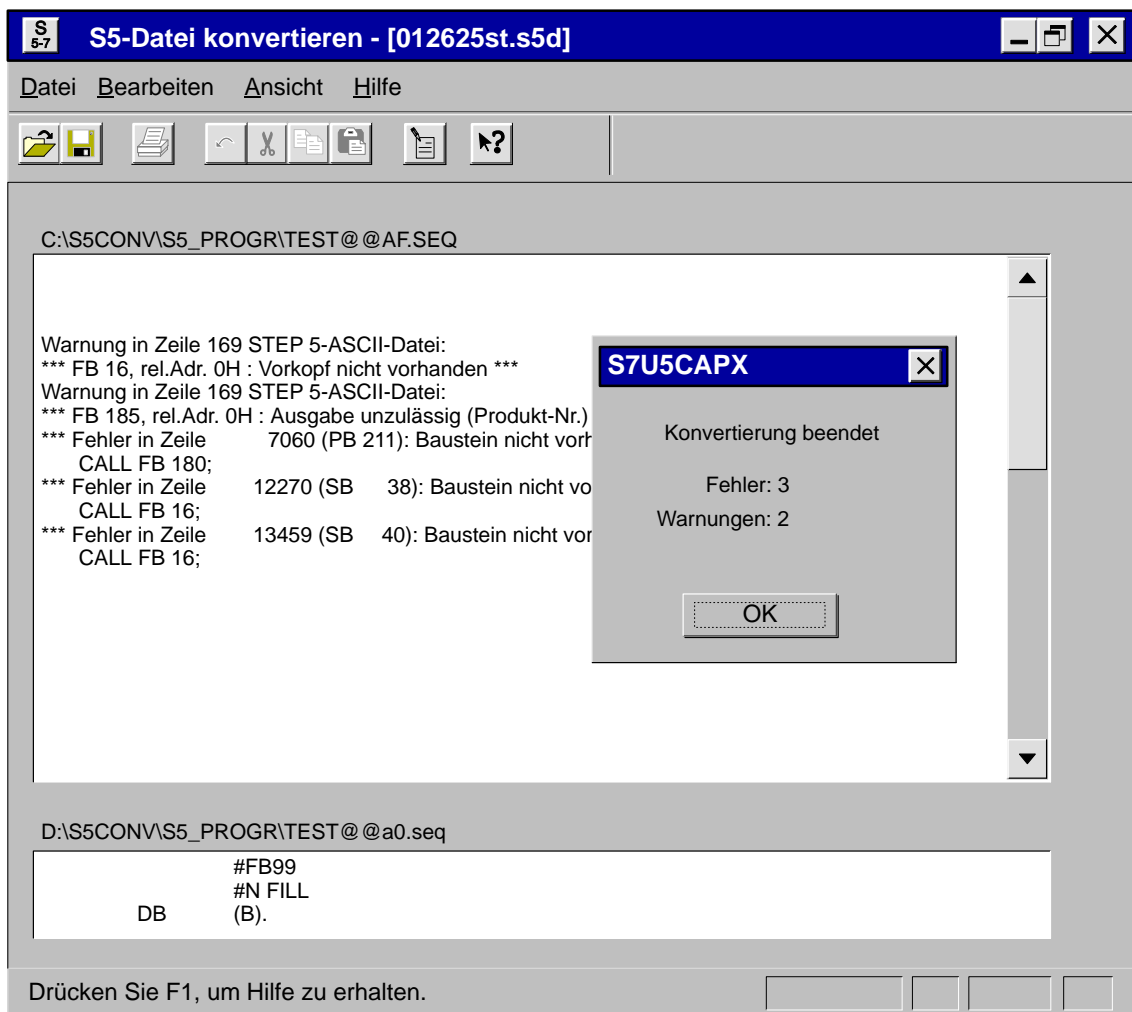 S
5-7
S5-Datei konvertieren - [012625st.s5d]
Datei Bearbeiten Ansicht Hilfe
?
C:\S5CONV\S5_PROGR\TEST@@AF.SEQ
Warnung in Zeile 169 STEP 5-ASCII-Datei:
*** FB 16, rel.Adr. 0H : Vorkopf nicht vorhanden ***
Warnung in Zeile 169 STEP 5-ASCII-Datei:
*** FB 185, rel.Adr. 0H : Ausgabe unzulässig (Produkt-Nr.)
*** Fehler in Zeile 7060 (PB 211): Baustein nicht vorh
CALL FB 180;
*** Fehler in Zeile 12270 (SB 38): Baustein nicht vo
CALL FB 16;
*** Fehler in Zeile 13459 (SB 40): Baustein nicht vor
CALL FB 16;
S7U5CAPX
Konvertierung beendet
Fehler: 3
Warnungen: 2
OK
D:\S5CONV\S5_PROGR\TEST@@a0.seq
#FB99
#N FILL
DB (B).
Drücken Sie F1, um Hilfe zu erhalten.